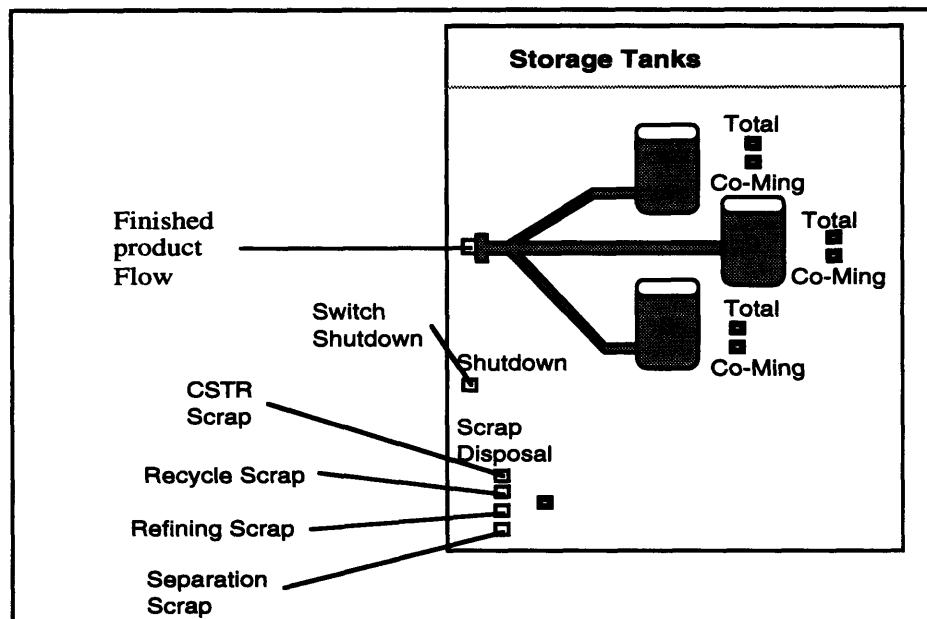 Storage Tanks
Total
Co-Ming
Total
Co-Ming
Total
Co-Ming
Finished
product
Flow
Switch
Shutdown
Shutdown
CSTR
Scrap
Scrap
Disposal
Recycle Scrap
Refining Scrap
Separation
Scrap